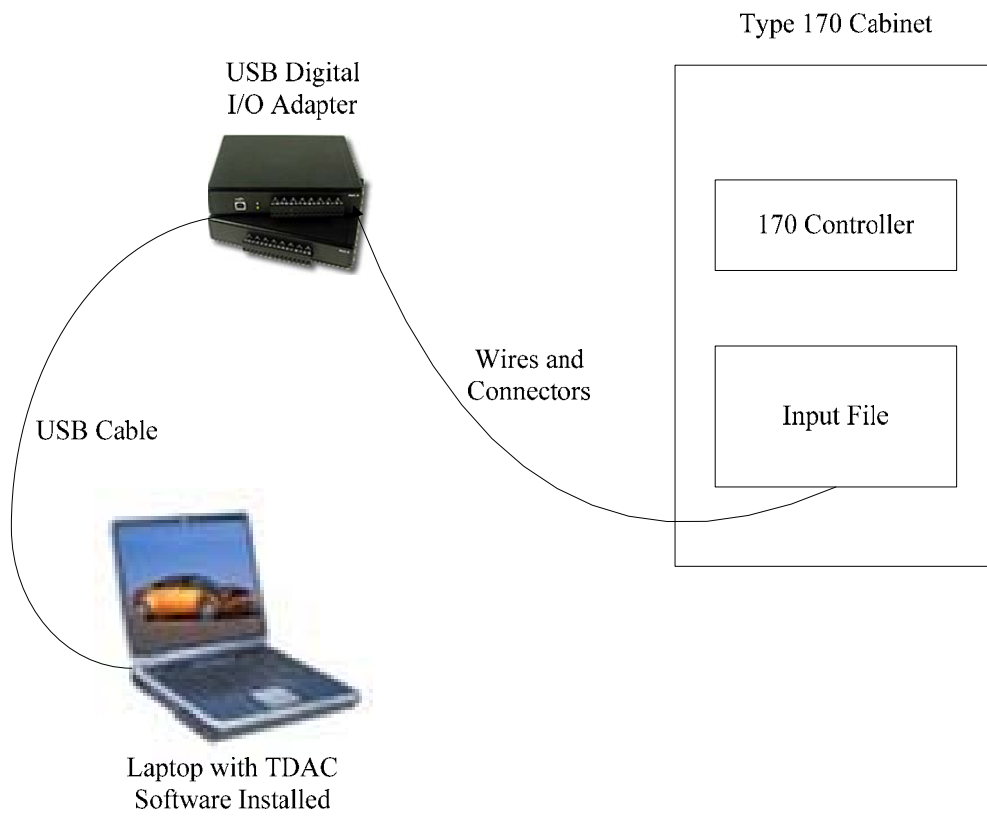 Type 170 Cabinet
USB Digital
I/O Adapter
170 Controller
Wires and
Connectors
Input File
USB Cable
Laptop with TDAC
Software Installed